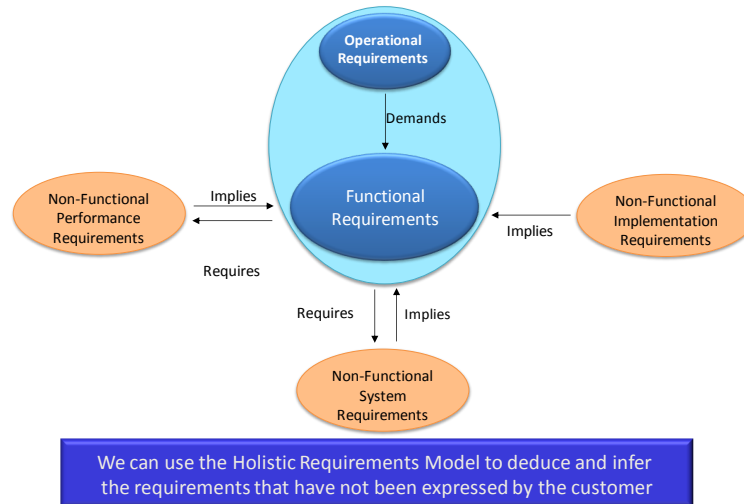 Operational
Requirements
Demands
Functional
Requirements
Non-Functional
Performance
Requirements
Implies
Requires
Non-Functional
Implementation
Requirements
Implies
Requires
Implies
Non-Functional
System
Requirements
We can use the Holistic Requirements Model to deduce and infer
the requirements that have not been expressed by the customer